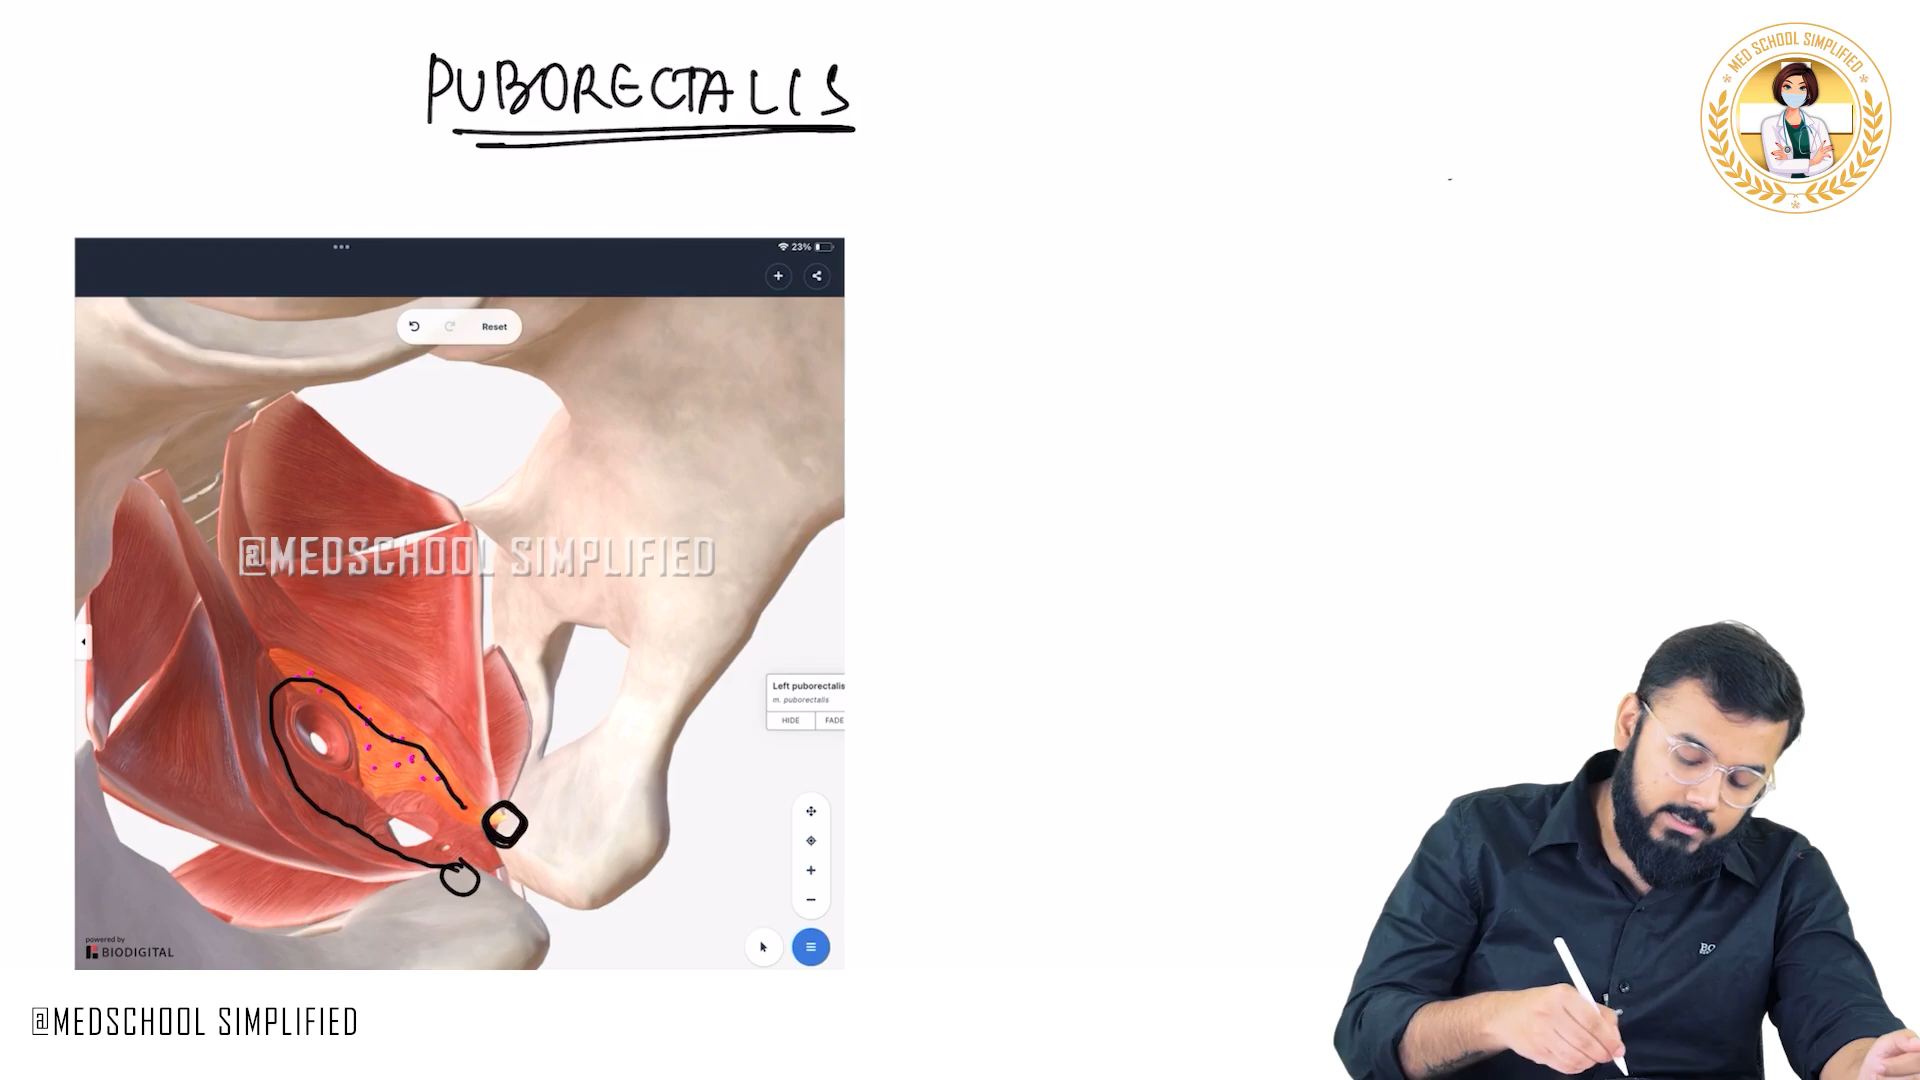 PUBORECTALIS
MED SCHOOL SIMPLIFIED
23%
Reset
@MEDSCHOOL SIMPLIFIED
Left puborectalis
m. puborectalis
HIDE FADE
powered by
BIODIGITAL
@MEDSCHOOL SIMPLIFIED